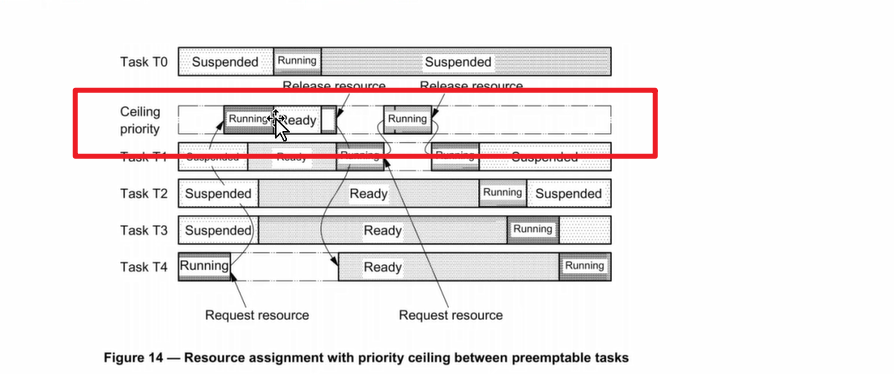 Task T0 Suspended Running Suspended
Release resource Release resource
Ceiling priority Running Ready Running
Task T1 Suspended Ready Running Running Suspended
Task T2 Suspended Ready Running Suspended
Task T3 Suspended Ready Running
Task T4 Running Ready Running
Request resource Request resource
Figure 14 — Resource assignment with priority ceiling between preemptable tasks